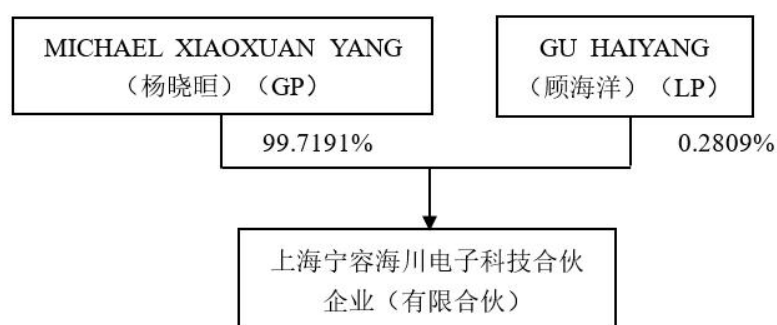 MICHAEL XIAOXUAN YANG
（杨晓晅）（GP）
GU HAIYANG
（顾海洋）（LP）
99.7191%
0.2809%
上海宁容海川电子科技合伙
企业（有限合伙）